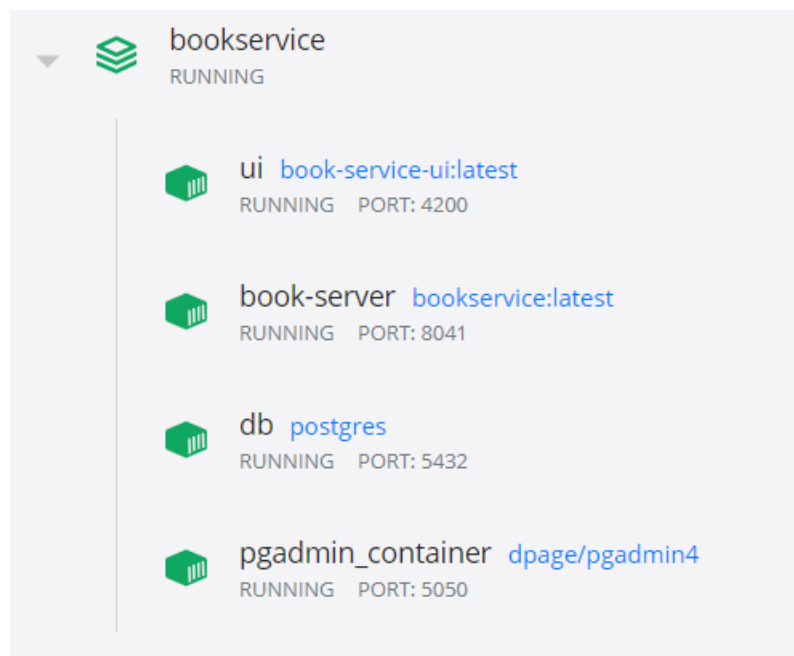 bookservice
RUNNING
ui book-service-ui:latest
RUNNING PORT: 4200
book-server bookservice:latest
RUNNING PORT: 8041
db postgres
RUNNING PORT: 5432
pgadmin_container dpage/pgadmin4
RUNNING PORT: 5050